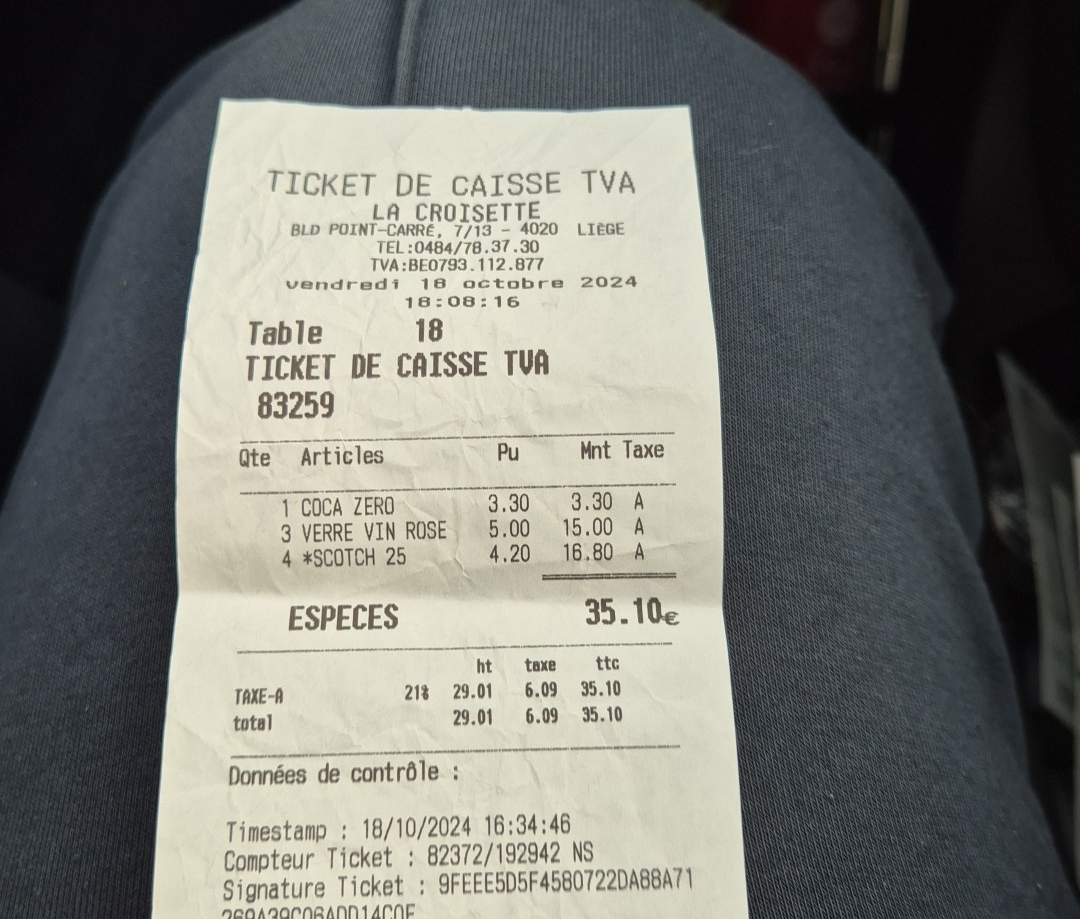 TICKET DE CAISSE TVA
LA CROISETTE
BLD POINT-CARRÉ, 7/13 - 4020 LIÈGE
TEL:0484/78.37.30
TVA:BE0793.112.877
vendredi 18 octobre 2024
18:08:16
Table 18
TICKET DE CAISSE TVA
83259
Qte Articles Pu Mnt Taxe
1 COCA ZERO 3.30 3.30 A
3 VERRE VIN ROSE 5.00 15.00 A
4 *SCOTCH 25 4.20 16.80 A
ESPECES 35.10€
ht taxe ttc
TAXE-A 21% 29.01 6.09 35.10
total 29.01 6.09 35.10
Données de contrôle :
Timestamp : 18/10/2024 16:34:46
Compteur Ticket : 82372/192942 NS
Signature Ticket : 9FEEE5D5F4580722DA88A71